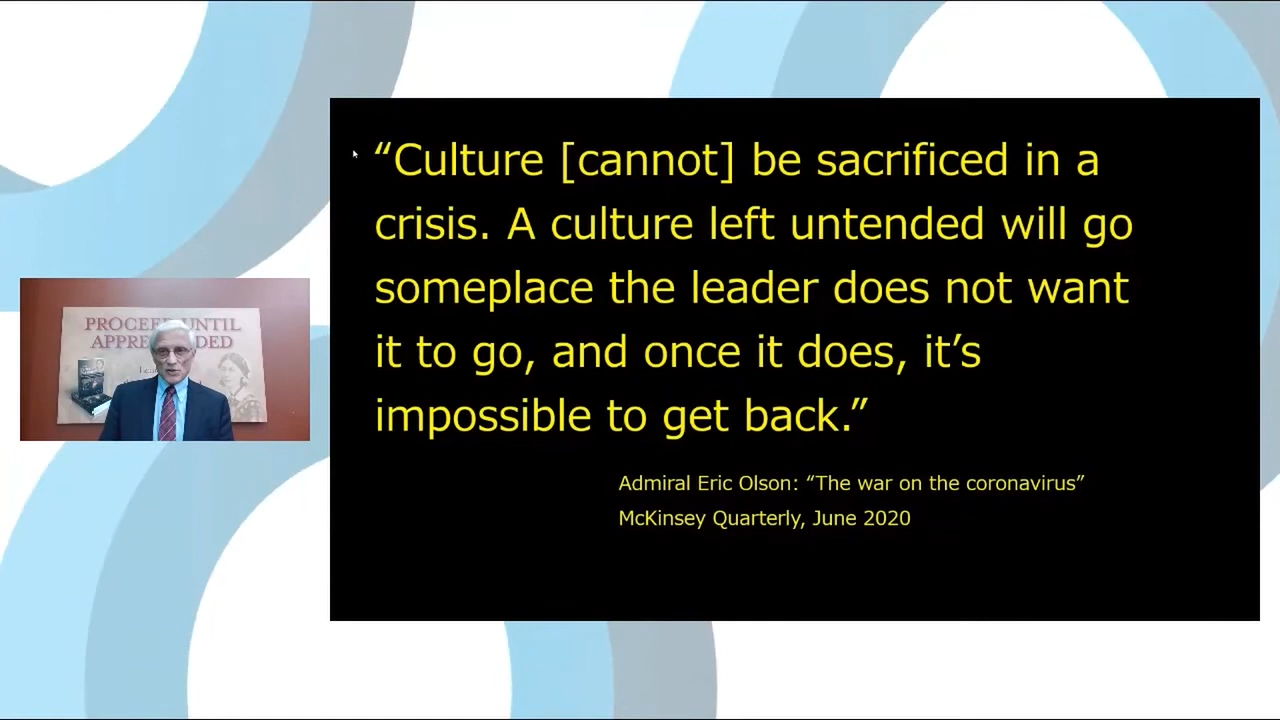 “Culture [cannot] be sacrificed in a
crisis. A culture left untended will go
someplace the leader does not want
it to go, and once it does, it’s
impossible to get back.”
Admiral Eric Olson: “The war on the coronavirus”
McKinsey Quarterly, June 2020
PROCEED UNTIL